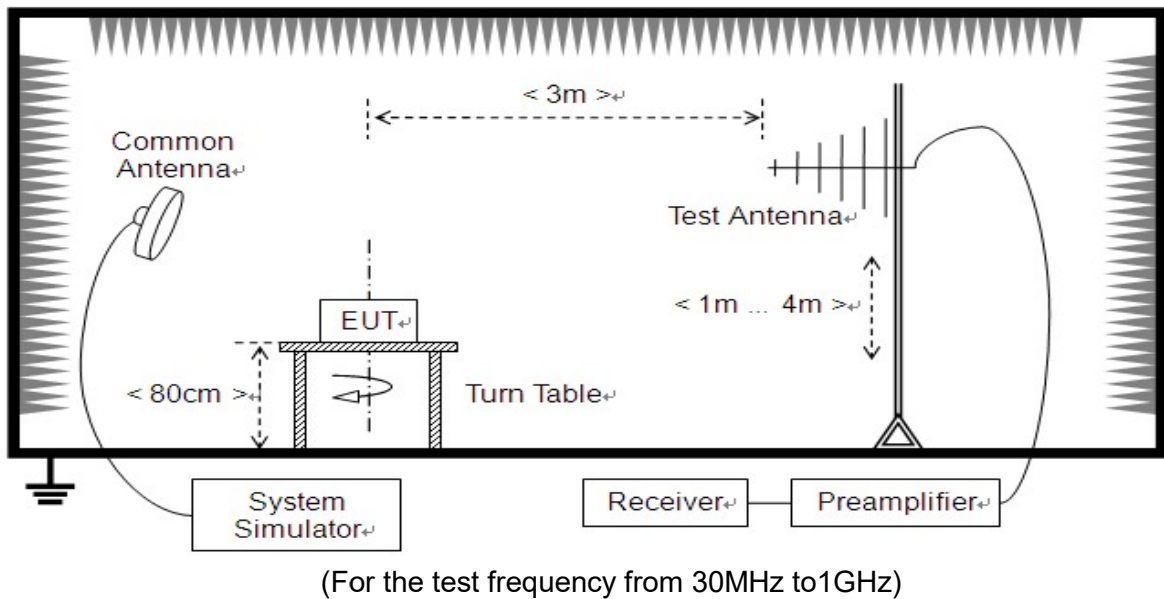 < 3m >↵
Common
Antenna↵
Test Antenna↵
< 1m ... 4m >↵
EUT↵
< 80cm >↵
Turn Table↵
System
Simulator↵
Receiver↵
Preamplifier↵
(For the test frequency from 30MHz to1GHz)